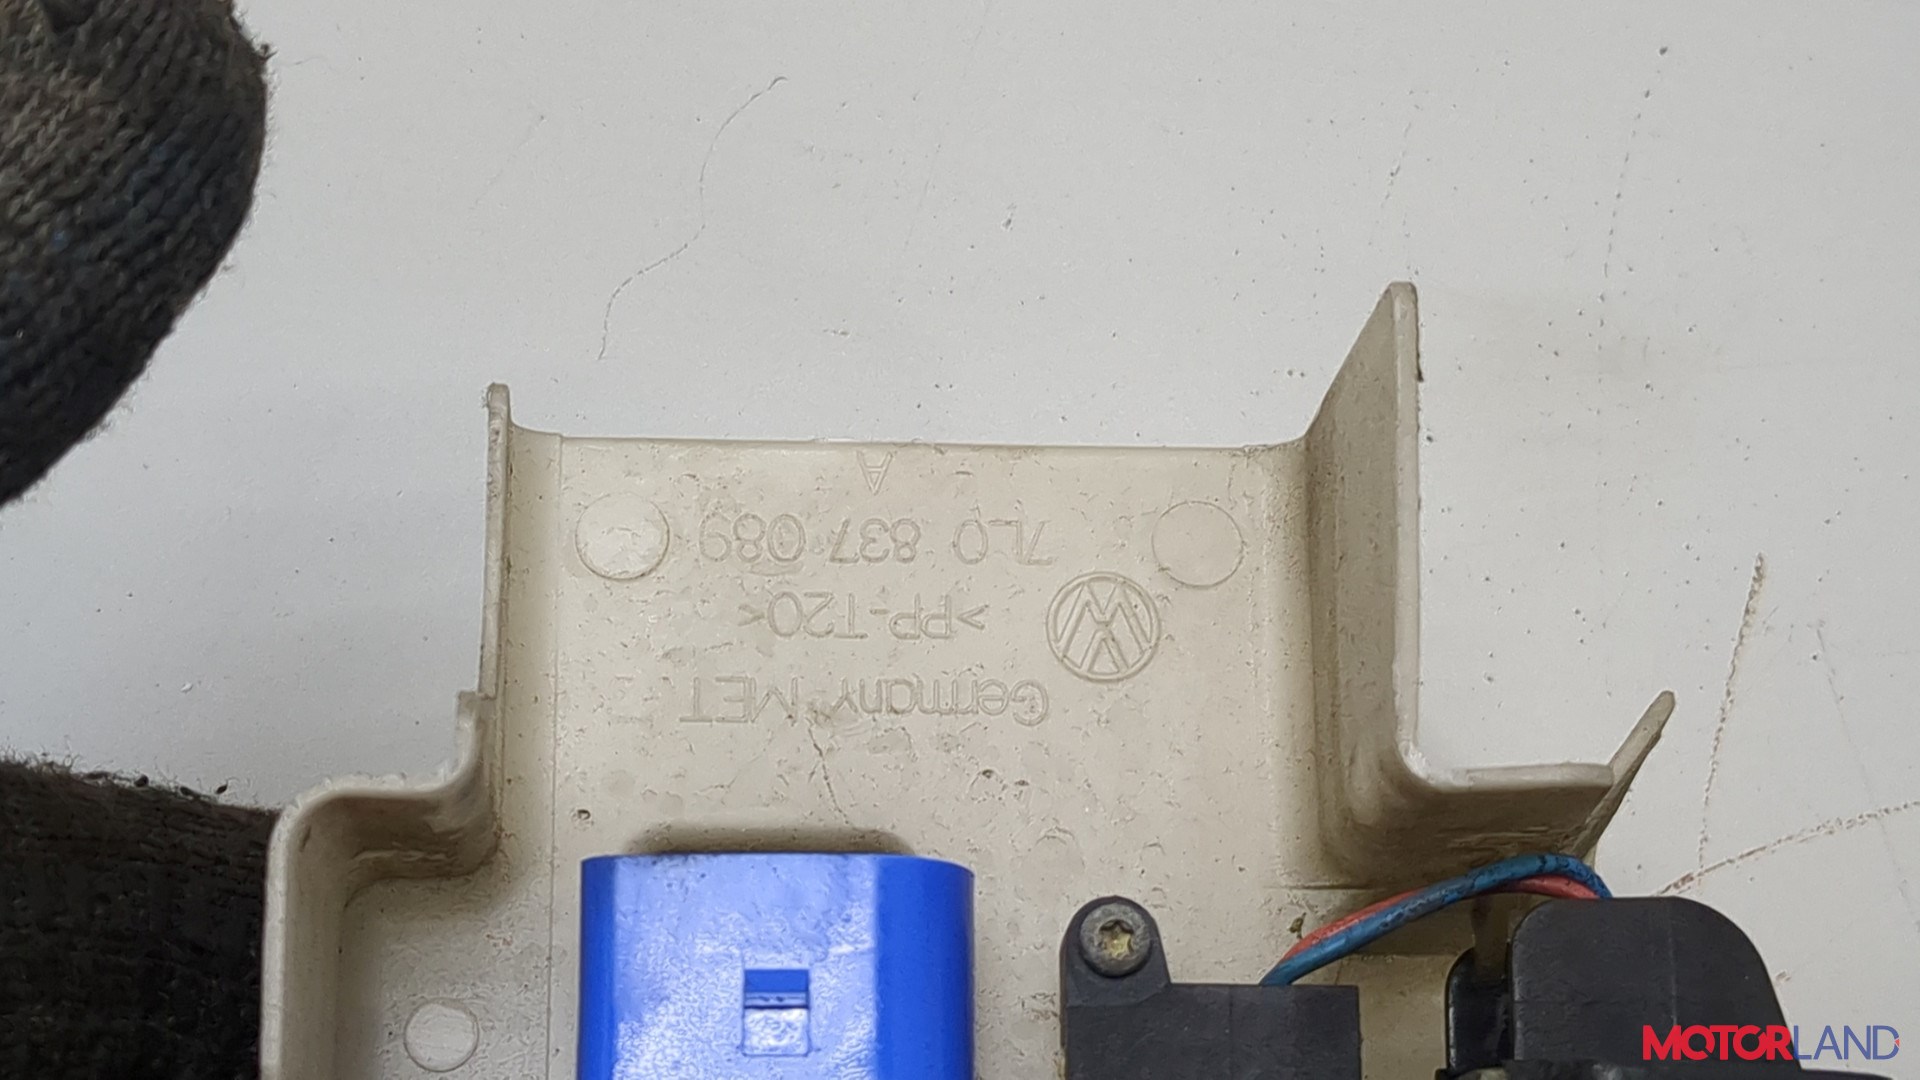 Germany MET
>PP-T20<
7L0 837 089
A
MOTORLAND